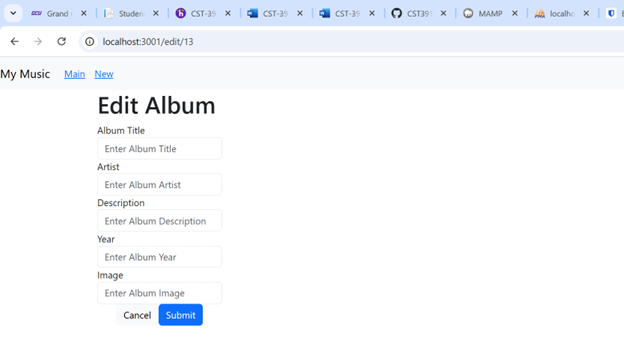 Grand
Studen
CST-39
CST-39
CST-39
CST391
MAMP
localho
localhost:3001/edit/13
My Music Main New
Edit Album
Album Title
Enter Album Title
Artist
Enter Album Artist
Description
Enter Album Description
Year
Enter Album Year
Image
Enter Album Image
Cancel Submit